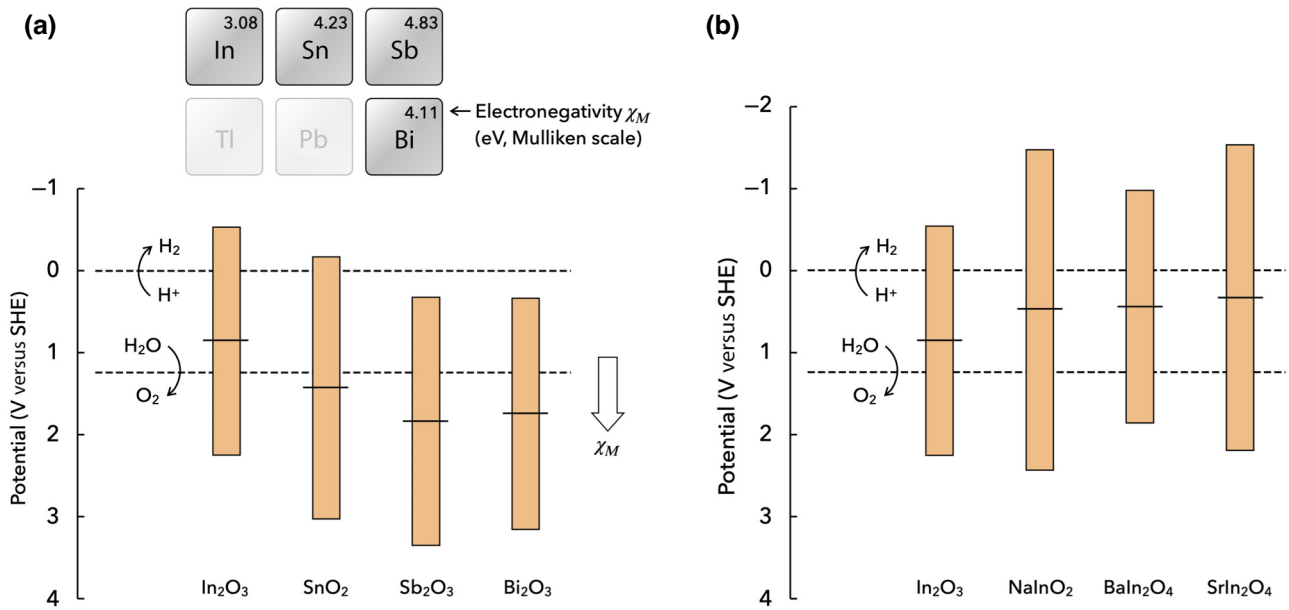 (a)
3.08
In
4.23
Sn
4.83
Sb
Tl
Pb
4.11
Bi
Electronegativity χM
(eV, Mulliken scale)
Potential (V versus SHE)
−1
0
1
2
3
4
H₂
H⁺
H₂O
O₂
χM
In₂O₃
SnO₂
Sb₂O₃
Bi₂O₃
(b)
Potential (V versus SHE)
−2
−1
0
1
2
3
4
H₂
H⁺
H₂O
O₂
In₂O₃
NaInO₂
BaIn₂O₄
SrIn₂O₄